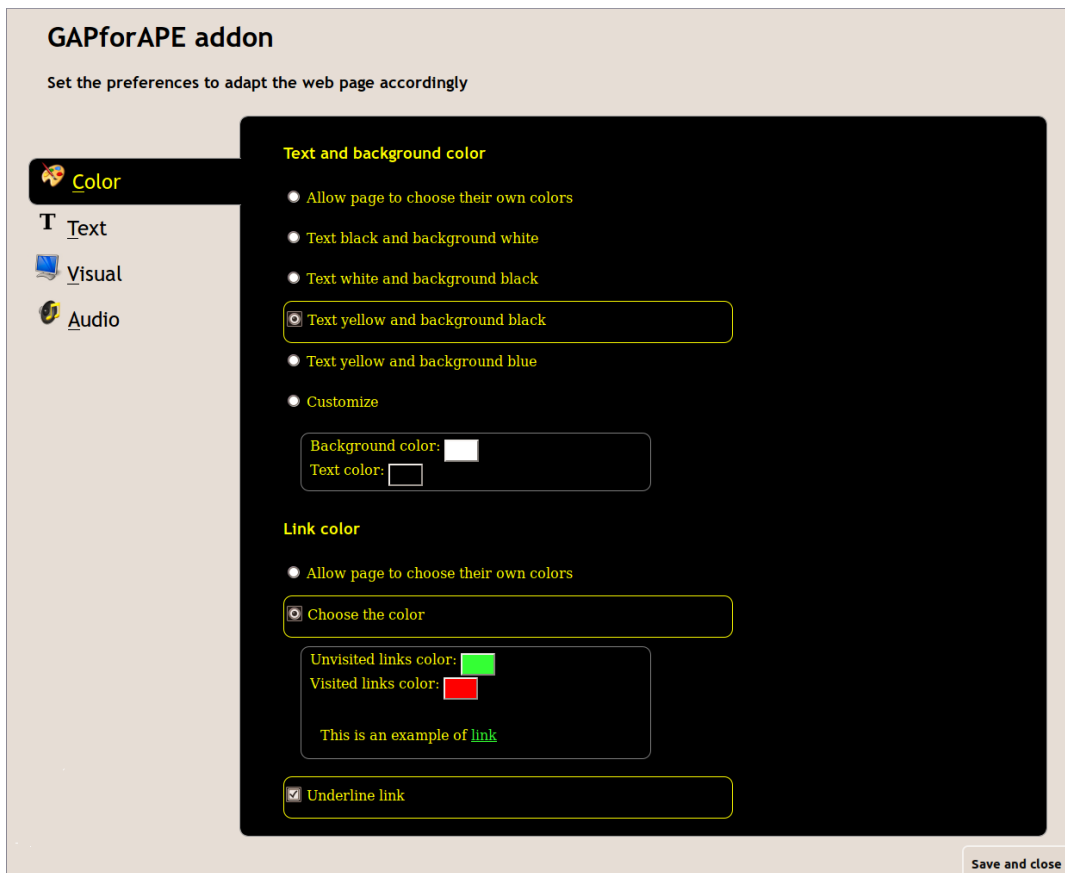 GAPforAPE addon
Set the preferences to adapt the web page accordingly
Color
T Text
Visual
Audio
Text and background color
Allow page to choose their own colors
Text black and background white
Text white and background black
Text yellow and background black
Text yellow and background blue
Customize
Background color:
Text color:
Link color
Allow page to choose their own colors
Choose the color
Unvisited links color:
Visited links color:
This is an example of link
Underline link
Save and close